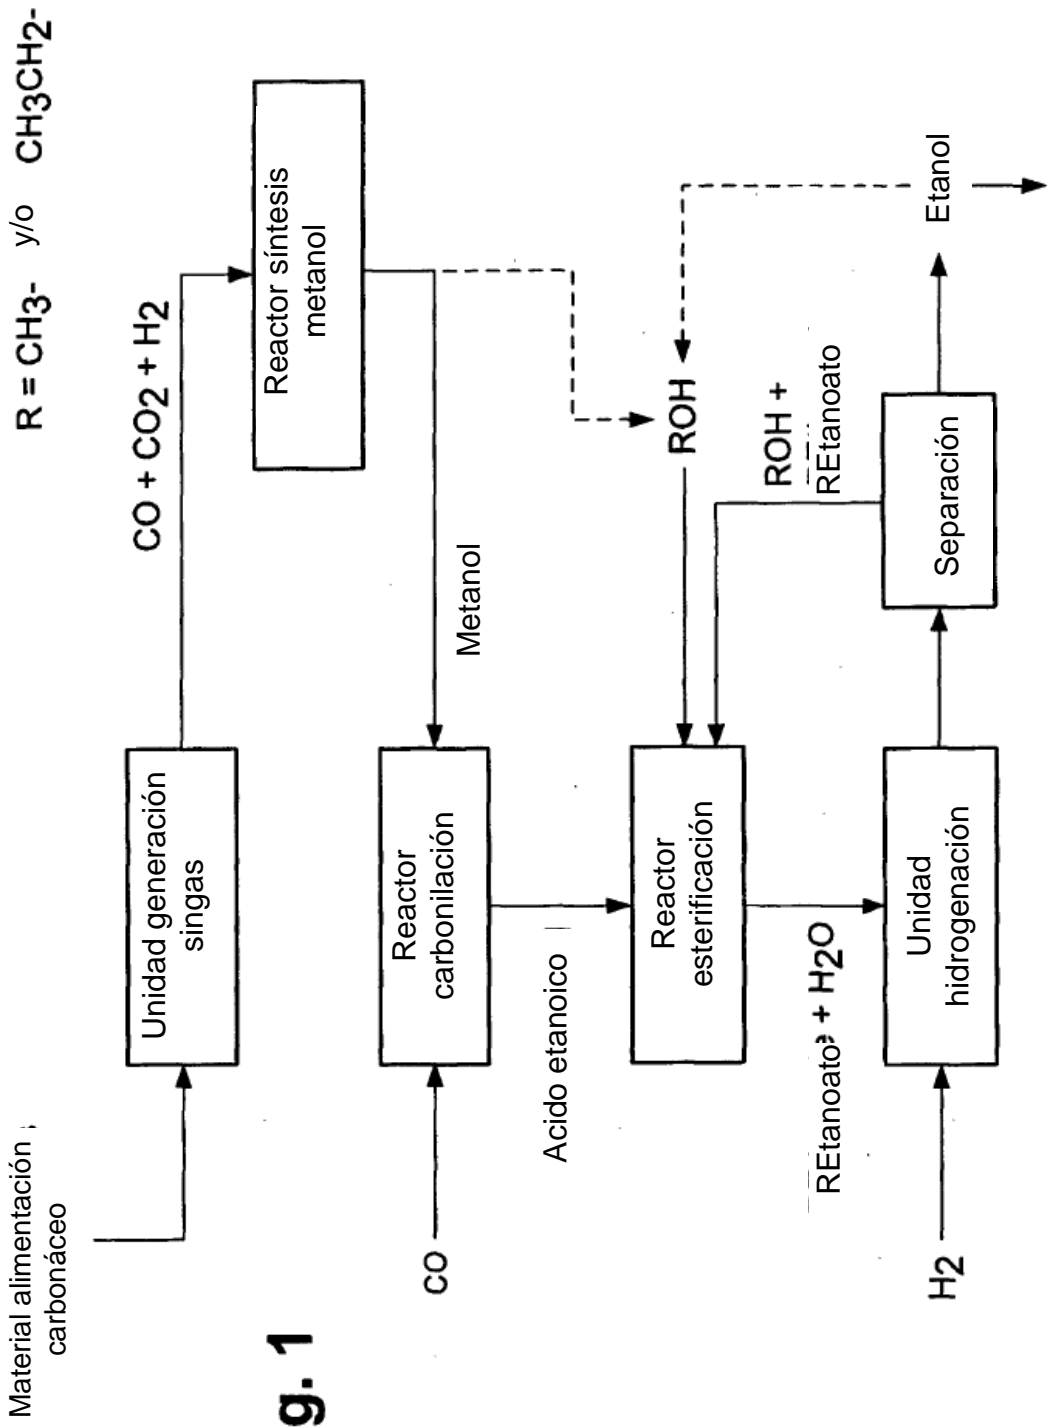 R = CH3- y/o CH3CH2-
Material alimentación
carbonáceo
Unidad generación
singas
CO + CO2 + H2
Reactor síntesis
metanol
g. 1
CO
Reactor
carbonilación
Metanol
Acido etanoico
Reactor
esterificación
ROH
ROH +
REtanoato
REtanoato + H2O
H2
Unidad
hidrogenación
Separación
Etanol